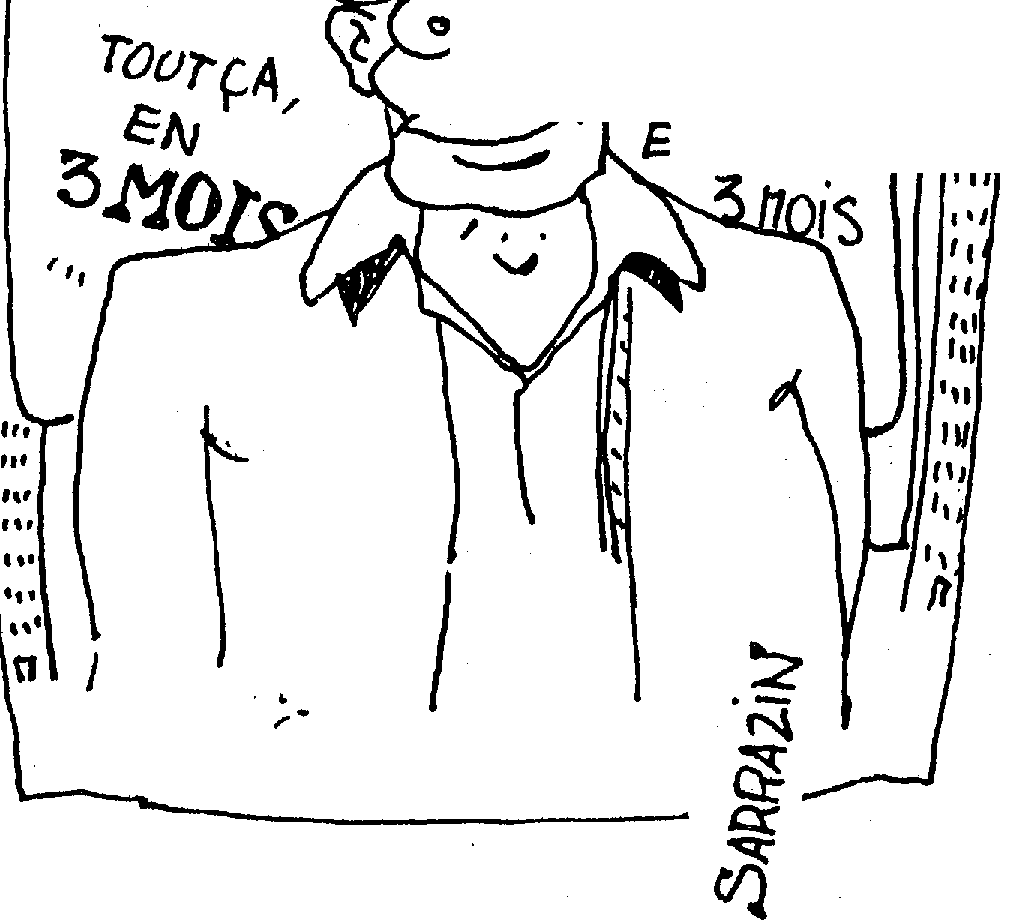 TOUT ÇA,
EN
3 MOIS
E
3 mois
SARRAZIN